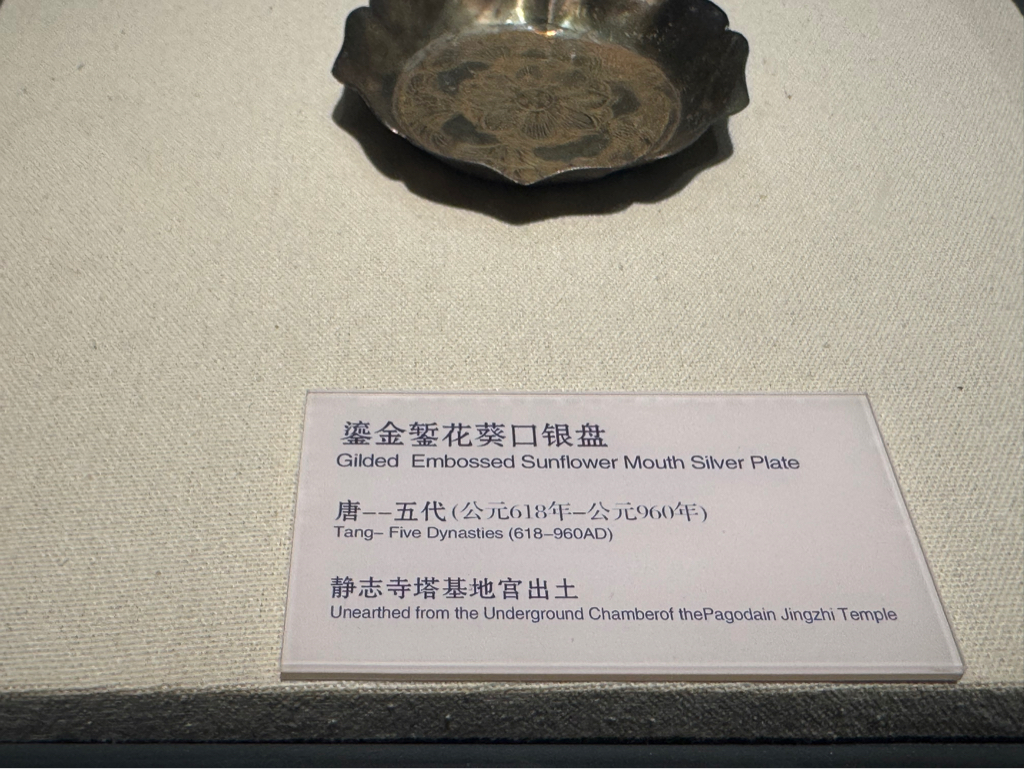 鎏金錾花葵口银盘
Gilded Embossed Sunflower Mouth Silver Plate
唐--五代(公元618年-公元960年)
Tang- Five Dynasties (618-960AD)
静志寺塔基地宫出土
Unearthed from the Underground Chamberof thePagodain Jingzhi Temple